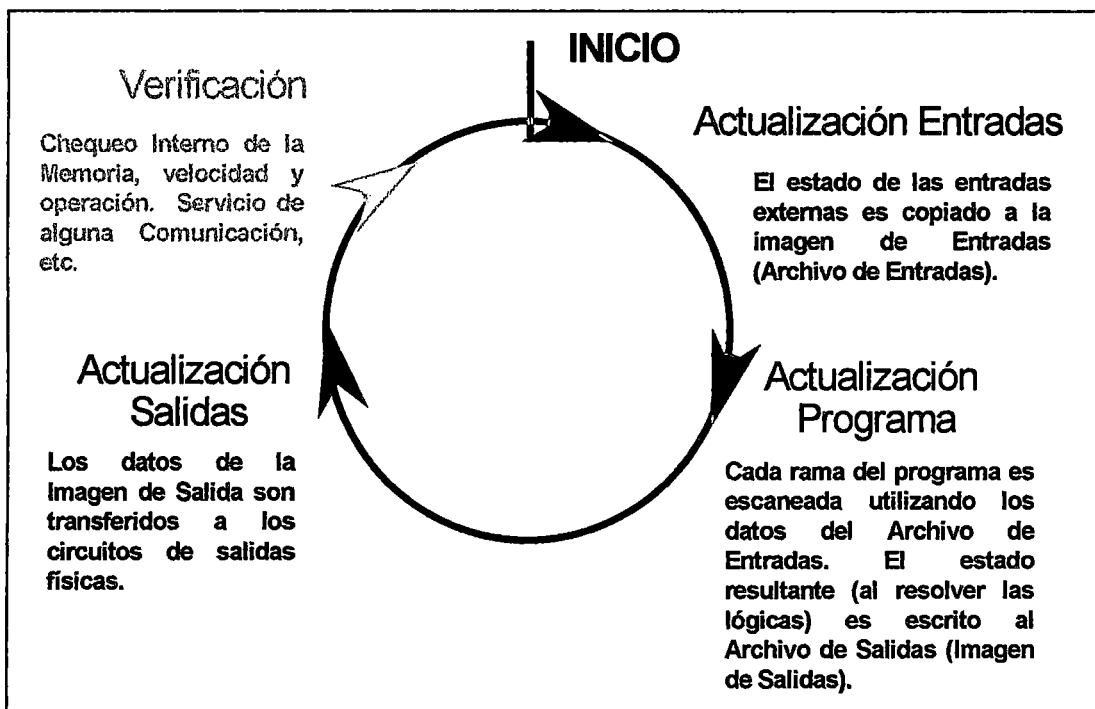 INICIO
Verificación
Chequeo Interno de la
Memoria, velocidad y
operación. Servicio de
alguna Comunicación,
etc.
Actualización Entradas
El estado de las entradas
externas es copiado a la
imagen de Entradas
(Archivo de Entradas).
Actualización
Programa
Cada rama del programa es
escaneada utilizando los
datos del Archivo de
Entradas. El estado
resultante (al resolver las
lógicas) es escrito al
Archivo de Salidas (Imagen
de Salidas).
Actualización
Salidas
Los datos de la
Imagen de Salida son
transferidos a los
circuitos de salidas
físicas.